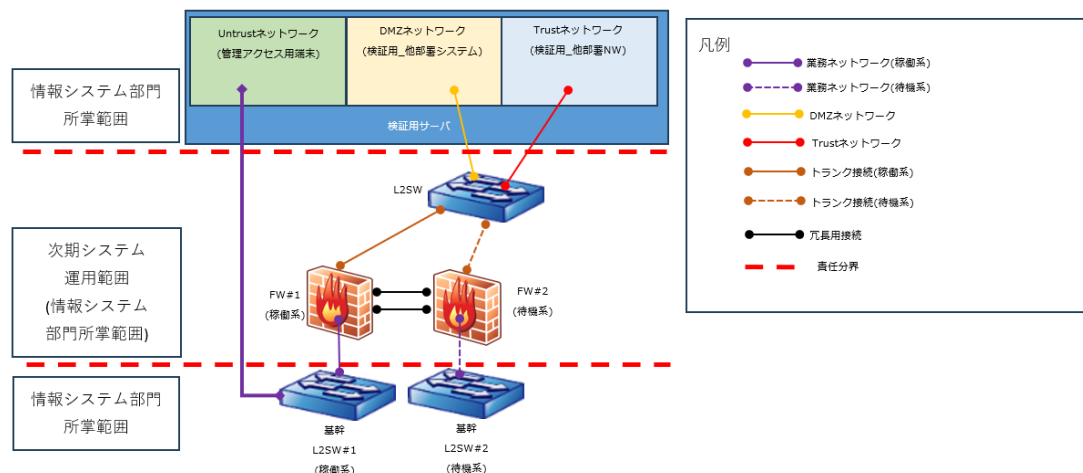 Untrustネットワーク
(管理アクセス用端末)
DMZネットワーク
(検証用_他部署システム)
Trustネットワーク
(検証用_他部署NW)
検証用サーバ
情報システム部門
所掌範囲
L2SW
次期システム
運用範囲
(情報システム
部門所掌範囲)
FW#1
(稼働系)
FW#2
(待機系)
情報システム部門
所掌範囲
基幹
L2SW#1
(稼働系)
基幹
L2SW#2
(待機系)
凡例
業務ネットワーク(稼働系)
業務ネットワーク(待機系)
DMZネットワーク
Trustネットワーク
トランク接続(稼働系)
トランク接続(待機系)
冗長用接続
責任分界